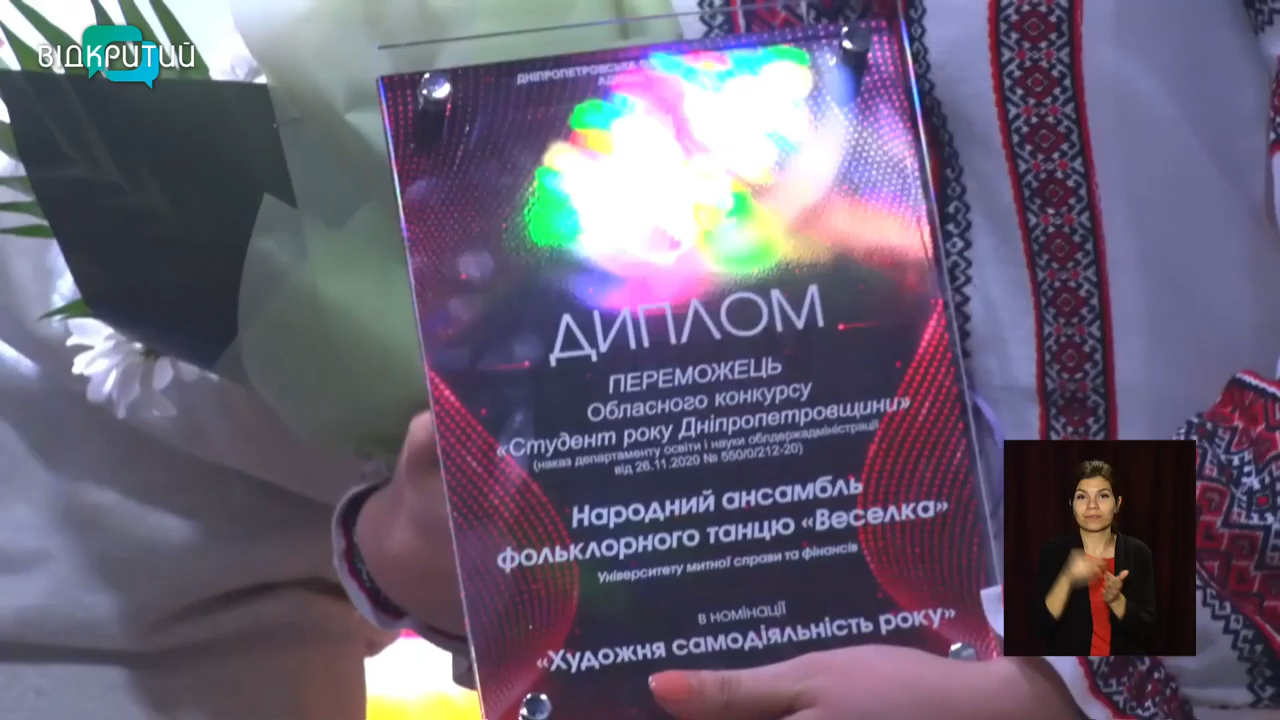 ВІДКРИТИЙ
ДНІПРОПЕТРОВСЬКА
ДИПЛОМ
ПЕРЕМОЖЕЦЬ
Обласного конкурсу
«Студент року Дніпропетровщини»
(наказ департаменту освіти і науки облдержадміністрації
від 26.11.2020 № 550/0/212-20)
Народний ансамбль
фольклорного танцю «Веселка»
Університету митної справи та фінансів
в номінації
«Художня самодіяльність року»